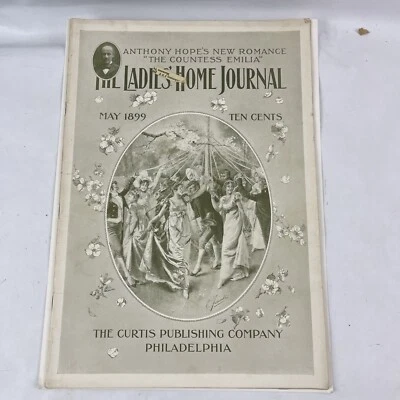 ANTHONY HOPE'S NEW ROMANCE
"THE COUNTESS EMILIA"
THE LADIES' HOME JOURNAL
MAY 1899 TEN CENTS
THE CURTIS PUBLISHING COMPANY
PHILADELPHIA